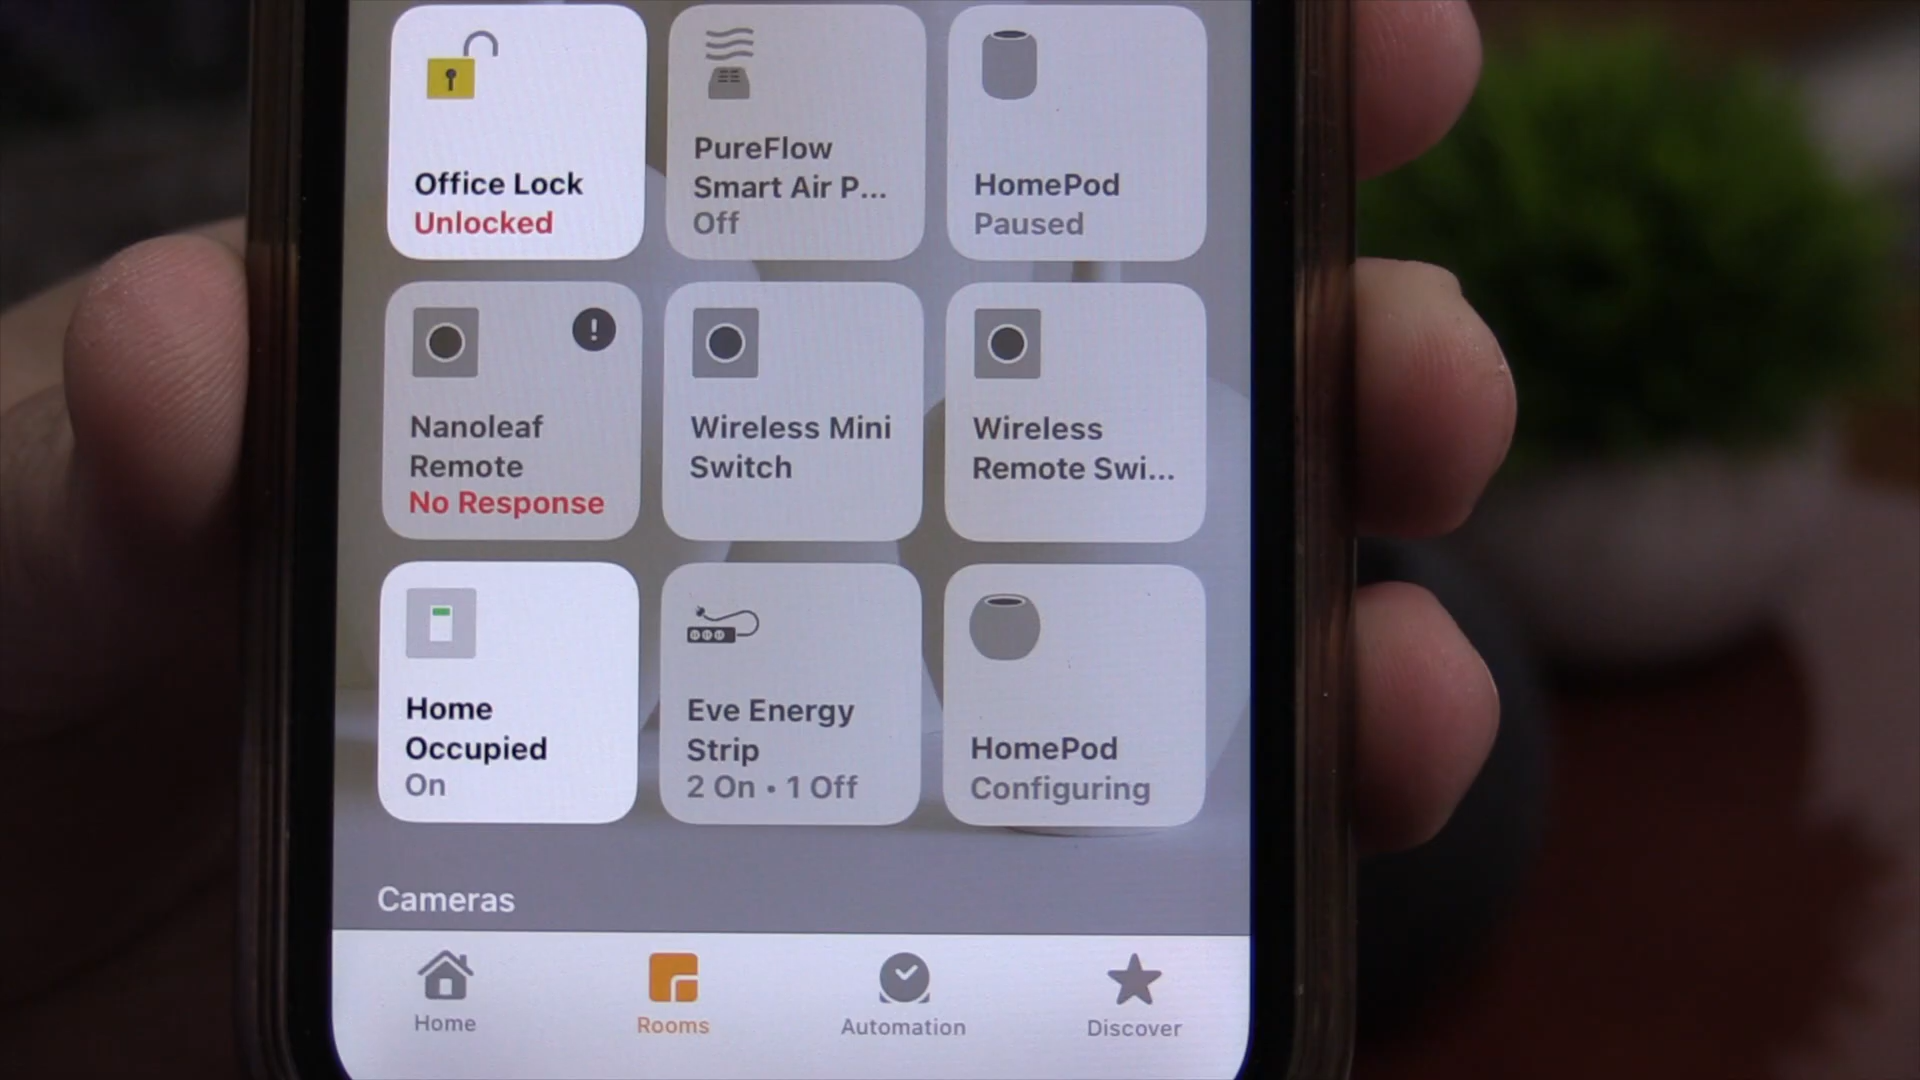 Office Lock
Unlocked
PureFlow
Smart Air P...
Off
HomePod
Paused
Nanoleaf
Remote
No Response
Wireless Mini
Switch
Wireless
Remote Swi...
Home
Occupied
On
Eve Energy
Strip
2 On • 1 Off
HomePod
Configuring
Cameras
Home
Rooms
Automation
Discover